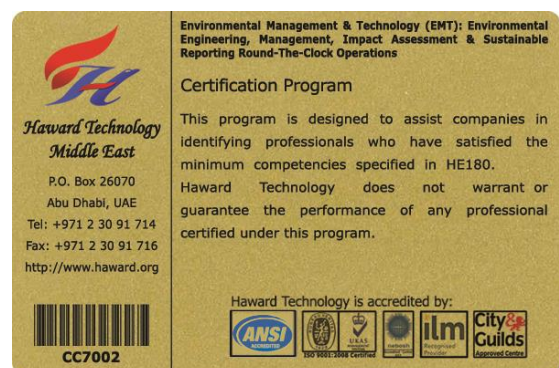 Haward Technology
Middle East
P.O. Box 26070
Abu Dhabi, UAE
Tel: +971 2 30 91 714
Fax: +971 2 30 91 716
http://www.haward.org
CC7002
Environmental Management & Technology (EMT): Environmental
Engineering, Management, Impact Assessment & Sustainable
Reporting Round-The-Clock Operations
Certification Program
This program is designed to assist companies in
identifying professionals who have satisfied the
minimum competencies specified in HE180.
Haward Technology does not warrant or
guarantee the performance of any professional
certified under this program.
Haward Technology is accredited by:
ANSI
ACCREDITED
UKAS
ISO 9001:2008 Certified
nebosh
ilm
Recognised
Provider
City&
Guilds
Approved Centre